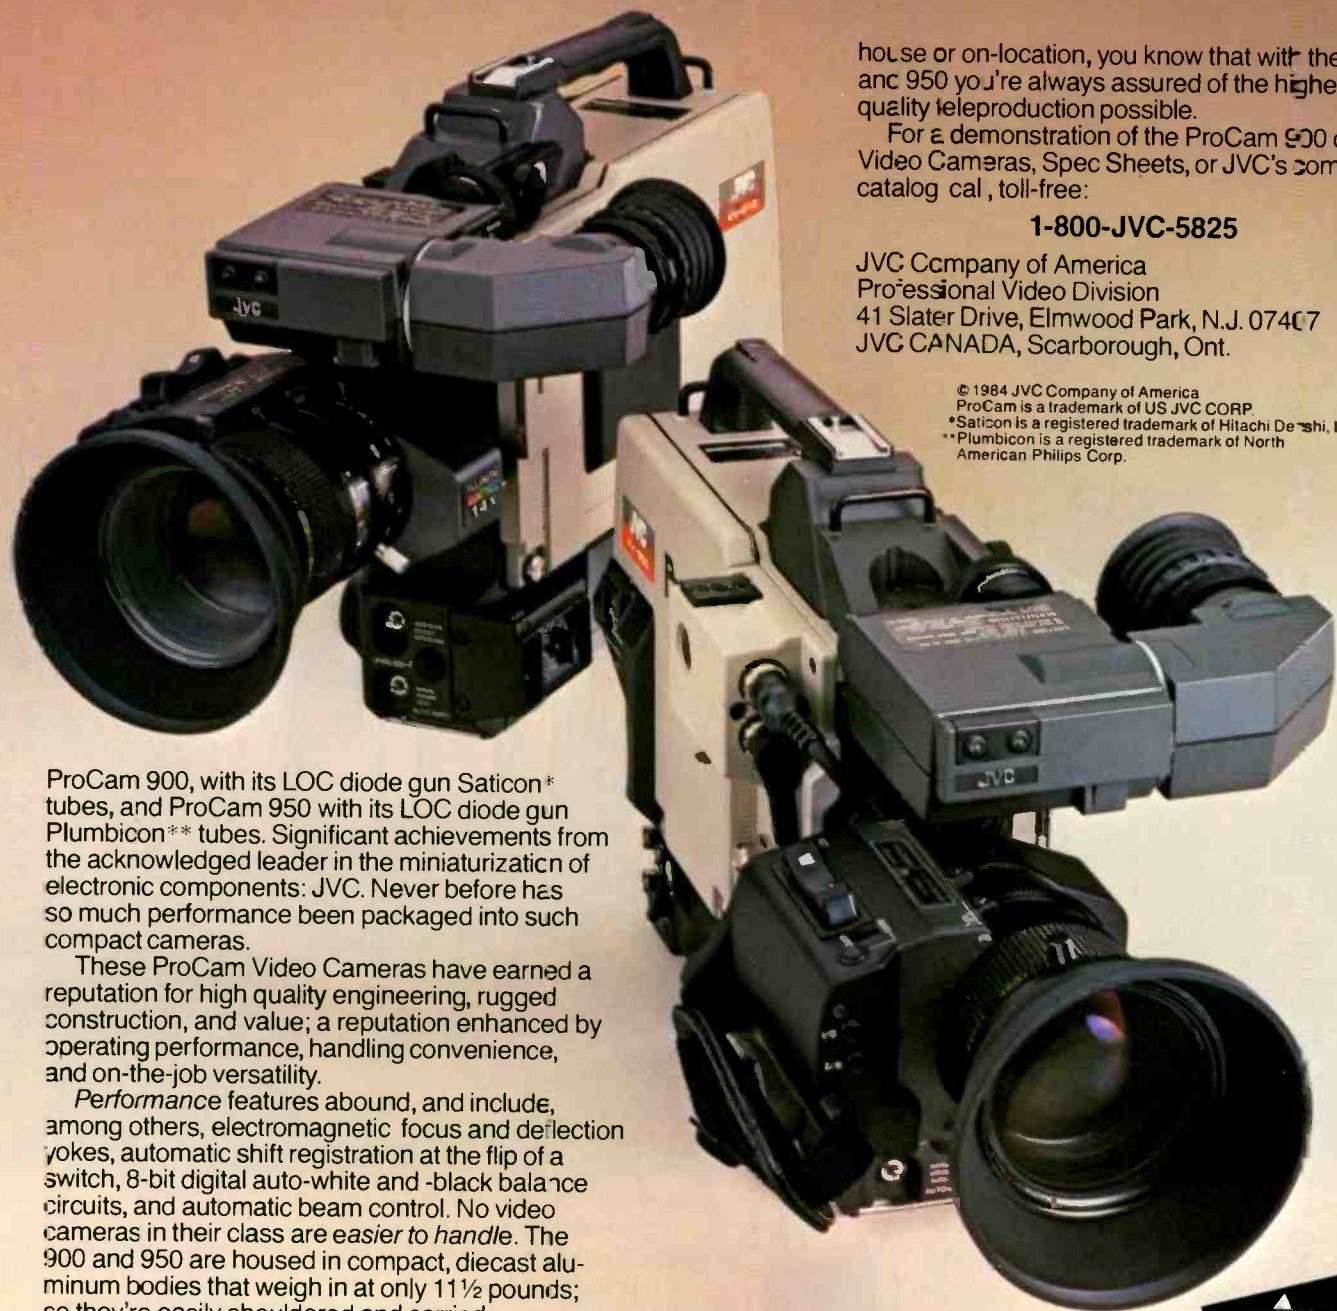 house or on-location, you know that with the
and 950 you're always assured of the highe
quality teleproduction possible.
For a demonstration of the ProCam 900 o
Video Cameras, Spec Sheets, or JVC's com
catalog call, toll-free:
1-800-JVC-5825
JVC Company of America
Professional Video Division
41 Slater Drive, Elmwood Park, N.J. 07407
JVC CANADA, Scarborough, Ont.
© 1984 JVC Company of America
ProCam is a trademark of US JVC CORP.
*Saticon is a registered trademark of Hitachi Denshi,
**Plumbicon is a registered trademark of North
American Philips Corp.
JVC
JVC
JVC
JVC
ProCam 900, with its LOC diode gun Saticon*
tubes, and ProCam 950 with its LOC diode gun
Plumbicon** tubes. Significant achievements from
the acknowledged leader in the miniaturization of
electronic components: JVC. Never before has
so much performance been packaged into such
compact cameras.
These ProCam Video Cameras have earned a
reputation for high quality engineering, rugged
construction, and value; a reputation enhanced by
operating performance, handling convenience,
and on-the-job versatility.
Performance features abound, and include,
among others, electromagnetic focus and deflection
yokes, automatic shift registration at the flip of a
switch, 8-bit digital auto-white and -black balance
circuits, and automatic beam control. No video
cameras in their class are easier to handle. The
900 and 950 are housed in compact, diecast alu-
minum bodies that weigh in at only 11½ pounds;
so they're easily shouldered and carried